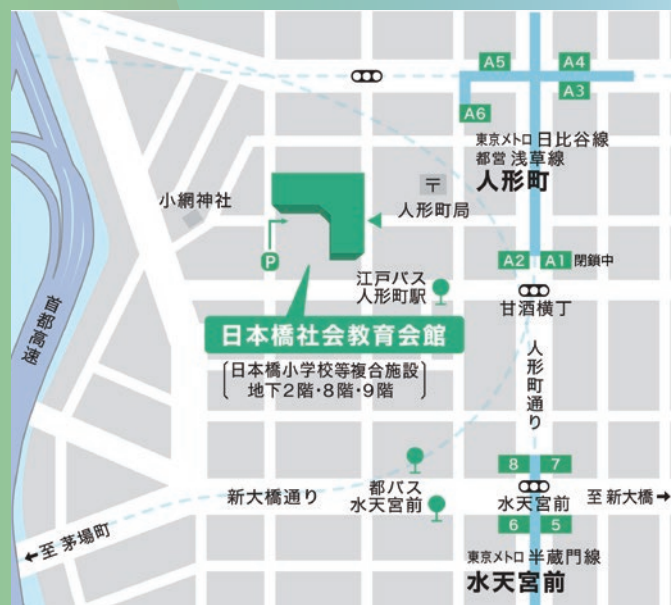 A5
A4
A3
A6
東京メトロ 日比谷線
都営 浅草線
人形町
〒
人形町局
小網神社
P
A2
A1
閉鎖中
江戸バス
人形町駅
甘酒横丁
首都高速
日本橋社会教育会館
日本橋小学校等複合施設
地下2階・8階・9階
人形町通り
8
7
新大橋通り
都バス
水天宮前
水天宮前
至 新大橋→
6
5
←至 茅場町
東京メトロ 半蔵門線
水天宮前